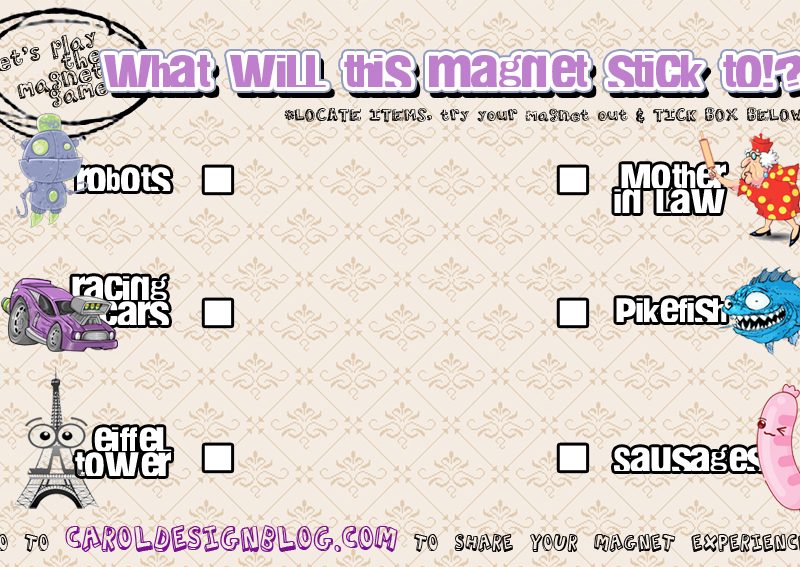 Let's play
the
magnet
game
What will this magnet stick to!?
*LOCATE ITEMS, try your magnet out & TICK BOX BELOW
robots
Mother
in Law
racing
cars
Pikefish
eiffel
tower
sausages
TO CAROLDESIGNBLOG.COM TO SHARE YOUR MAGNET EXPERIENCE